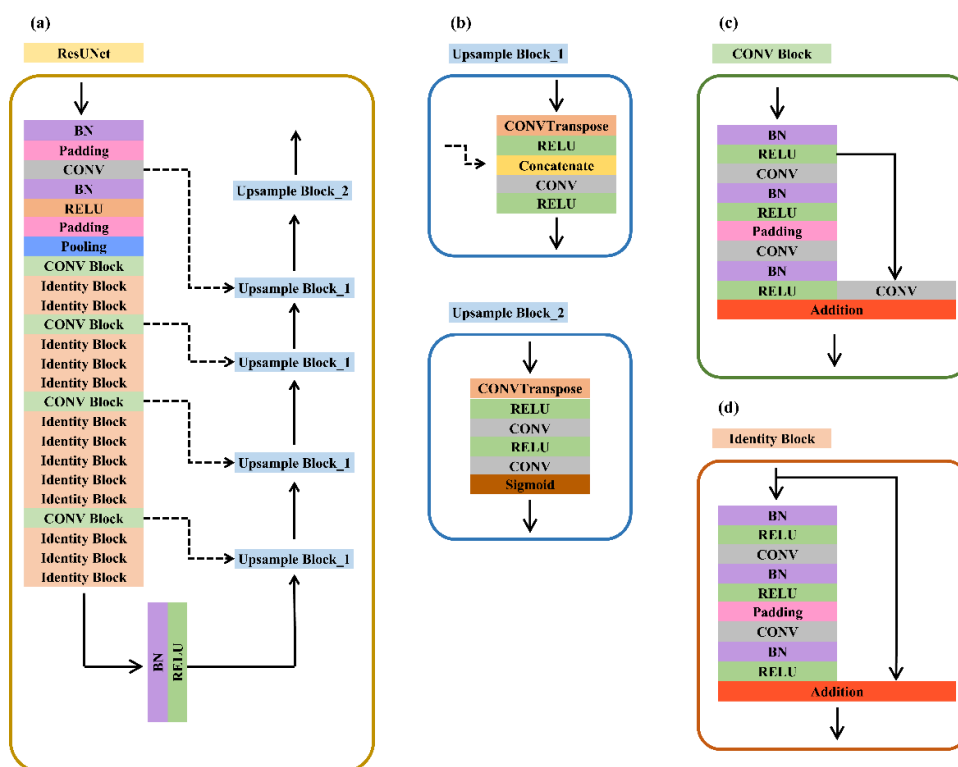 (a)
ResUNet
BN
Padding
CONV
BN
RELU
Padding
Pooling
CONV Block
Identity Block
Identity Block
CONV Block
Identity Block
Identity Block
Identity Block
CONV Block
Identity Block
Identity Block
Identity Block
Identity Block
Identity Block
CONV Block
Identity Block
Identity Block
Identity Block
BN
RELU
Upsample Block_2
Upsample Block_1
Upsample Block_1
Upsample Block_1
Upsample Block_1
(b)
Upsample Block_1
CONVTranspose
RELU
Concatenate
CONV
RELU
Upsample Block_2
CONVTranspose
RELU
CONV
RELU
CONV
Sigmoid
(c)
CONV Block
BN
RELU
CONV
BN
RELU
Padding
CONV
BN
RELU
CONV
Addition
(d)
Identity Block
BN
RELU
CONV
BN
RELU
Padding
CONV
BN
RELU
Addition